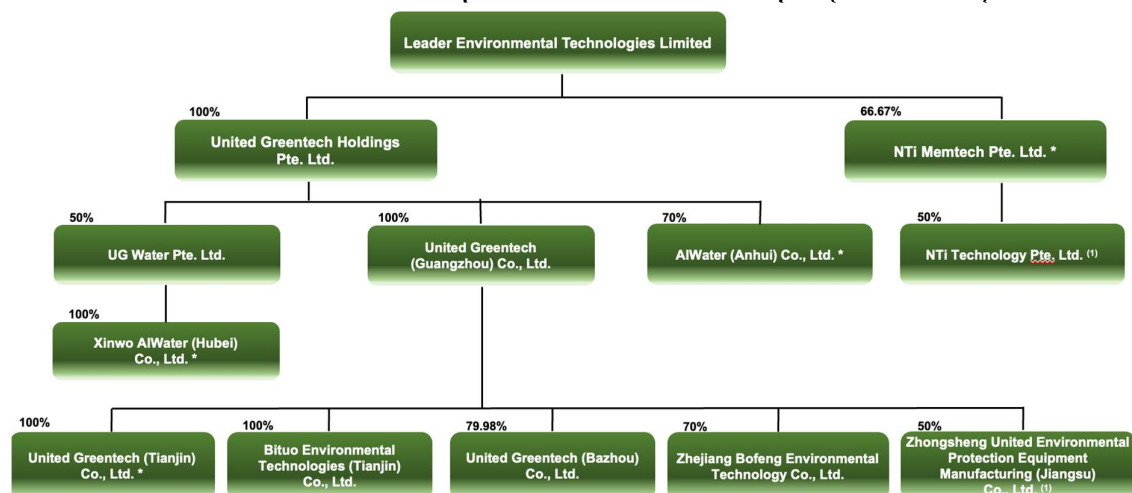 Leader Environmental Technologies Limited
100%
66.67%
United Greentech Holdings
Pte. Ltd.
NTi Memtech Pte. Ltd. *
50%
100%
70%
50%
UG Water Pte. Ltd.
United Greentech
(Guangzhou) Co., Ltd.
AlWater (Anhui) Co., Ltd. *
NTi Technology Pte. Ltd. (1)
100%
Xinwo AlWater (Hubei)
Co., Ltd. *
100%
100%
79.98%
70%
50%
United Greentech (Tianjin)
Co., Ltd. *
Bituo Environmental
Technologies (Tianjin)
Co., Ltd.
United Greentech (Bazhou)
Co., Ltd.
Zhejiang Bofeng Environmental
Technology Co., Ltd.
Zhongsheng United Environmental
Protection Equipment
Manufacturing (Jiangsu)
Co., Ltd. (1)